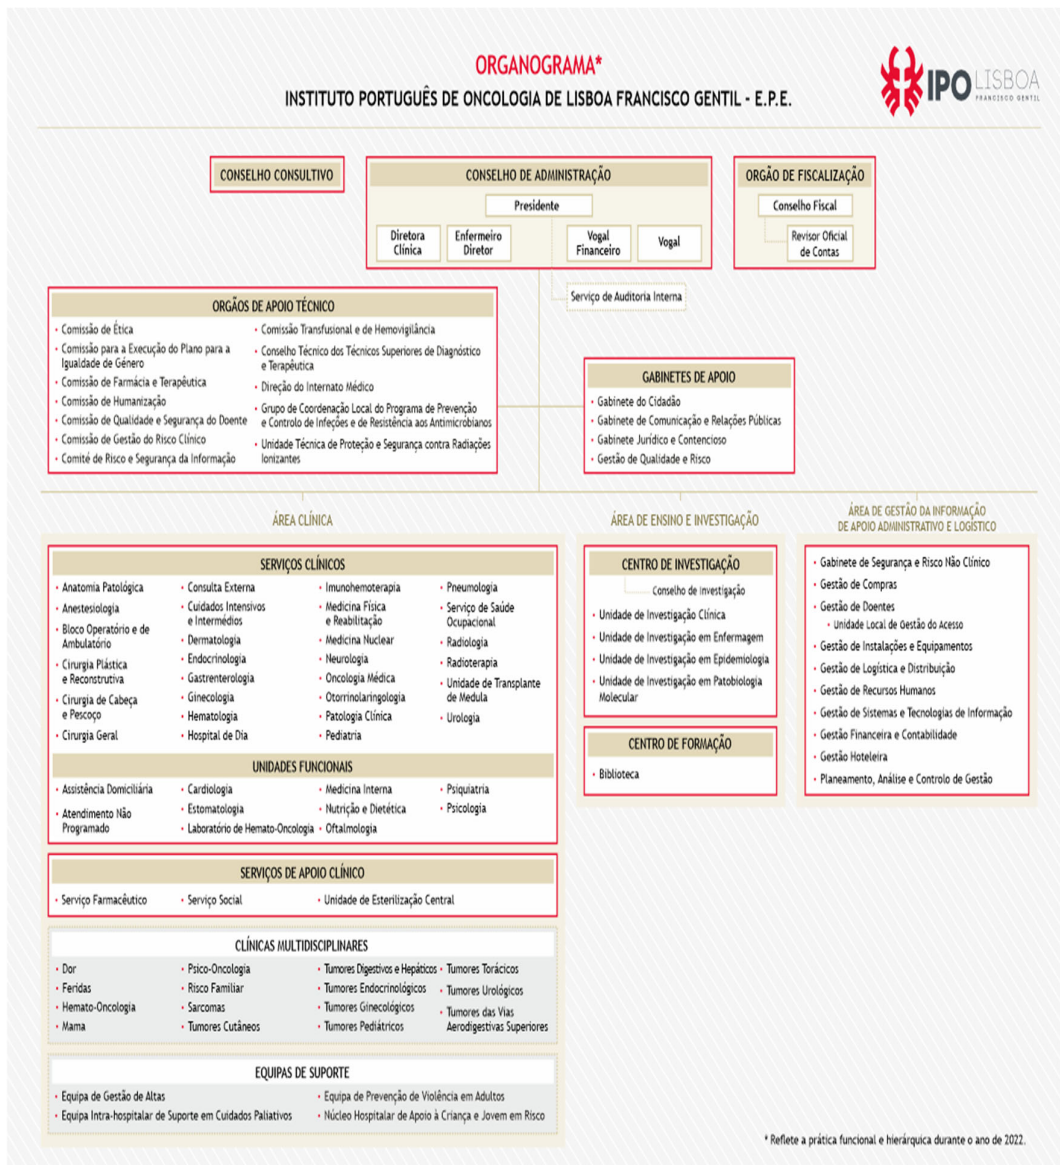 ORGANOGRAMA*
INSTITUTO PORTUGUÊS DE ONCOLOGIA DE LISBOA FRANCISCO GENTIL - E.P.E.
IPO LISBOA
FRANCISCO GENTIL
CONSELHO CONSULTIVO
CONSELHO DE ADMINISTRAÇÃO
Presidente
Diretora
Clínica
Enfermeiro
Diretor
Vogal
Financeiro
Vogal
Serviço de Auditoria Interna
ORGÃO DE FISCALIZAÇÃO
Conselho Fiscal
Revisor Oficial
de Contas
ORGÃOS DE APOIO TÉCNICO
• Comissão de Ética
• Comissão para a Execução do Plano para a
Igualdade de Género
• Comissão de Farmácia e Terapêutica
• Comissão de Humanização
• Comissão de Qualidade e Segurança do Doente
• Comissão de Gestão do Risco Clínico
• Comité de Risco e Segurança da Informação
• Comissão Transfusional e de Hemovigilância
• Conselho Técnico dos Técnicos Superiores de Diagnóstico
e Terapêutica
• Direção do Internato Médico
• Grupo de Coordenação Local do Programa de Prevenção
e Controlo de Infeções e de Resistência aos Antimicrobianos
• Unidade Técnica de Proteção e Segurança contra Radiações
Ionizantes
GABINETES DE APOIO
• Gabinete do Cidadão
• Gabinete de Comunicação e Relações Públicas
• Gabinete Jurídico e Contencioso
• Gestão de Qualidade e Risco
ÁREA CLÍNICA
SERVIÇOS CLÍNICOS
• Anatomia Patológica
• Anestesiologia
• Bloco Operatório e de
Ambulatório
• Cirurgia Plástica
e Reconstrutiva
• Cirurgia de Cabeça
e Pescoço
• Cirurgia Geral
• Consulta Externa
• Cuidados Intensivos
e Intermédios
• Dermatologia
• Endocrinologia
• Gastrenterologia
• Ginecologia
• Hematologia
• Hospital de Dia
• Imunohemoterapia
• Medicina Física
e Reabilitação
• Medicina Nuclear
• Neurologia
• Oncologia Médica
• Otorrinolaringologia
• Patologia Clínica
• Pediatria
• Pneumologia
• Serviço de Saúde
Ocupacional
• Radiologia
• Radioterapia
• Unidade de Transplante
de Medula
• Urologia
UNIDADES FUNCIONAIS
• Assistência Domiciliária
• Atendimento Não
Programado
• Cardiologia
• Estomatologia
• Laboratório de Hemato-Oncologia
• Medicina Interna
• Nutrição e Dietética
• Oftalmologia
• Psiquiatria
• Psicologia
SERVIÇOS DE APOIO CLÍNICO
• Serviço Farmacêutico
• Serviço Social
• Unidade de Esterilização Central
CLÍNICAS MULTIDISCIPLINARES
• Dor
• Feridas
• Hemato-Oncologia
• Mama
• Psico-Oncologia
• Risco Familiar
• Sarcomas
• Tumores Cutâneos
• Tumores Digestivos e Hepáticos
• Tumores Endocrinológicos
• Tumores Ginecológicos
• Tumores Pediátricos
• Tumores Torácicos
• Tumores Urológicos
• Tumores das Vias
Aerodigestivas Superiores
EQUIPAS DE SUPORTE
• Equipa de Gestão de Altas
• Equipa Intra-hospitalar de Suporte em Cuidados Paliativos
• Equipa de Prevenção de Violência em Adultos
• Núcleo Hospitalar de Apoio à Criança e Jovem em Risco
ÁREA DE ENSINO E INVESTIGAÇÃO
CENTRO DE INVESTIGAÇÃO
Conselho de Investigação
• Unidade de Investigação Clínica
• Unidade de Investigação em Enfermagem
• Unidade de Investigação em Epidemiologia
• Unidade de Investigação em Patobiologia
Molecular
CENTRO DE FORMAÇÃO
• Biblioteca
ÁREA DE GESTÃO DA INFORMAÇÃO
DE APOIO ADMINISTRATIVO E LOGÍSTICO
• Gabinete de Segurança e Risco Não Clínico
• Gestão de Compras
• Gestão de Doentes
• Unidade Local de Gestão do Acesso
• Gestão de Instalações e Equipamentos
• Gestão de Logística e Distribuição
• Gestão de Recursos Humanos
• Gestão de Sistemas e Tecnologias de Informação
• Gestão Financeira e Contabilidade
• Gestão Hoteleira
• Planeamento, Análise e Controlo de Gestão
* Reflete a prática funcional e hierárquica durante o ano de 2022.